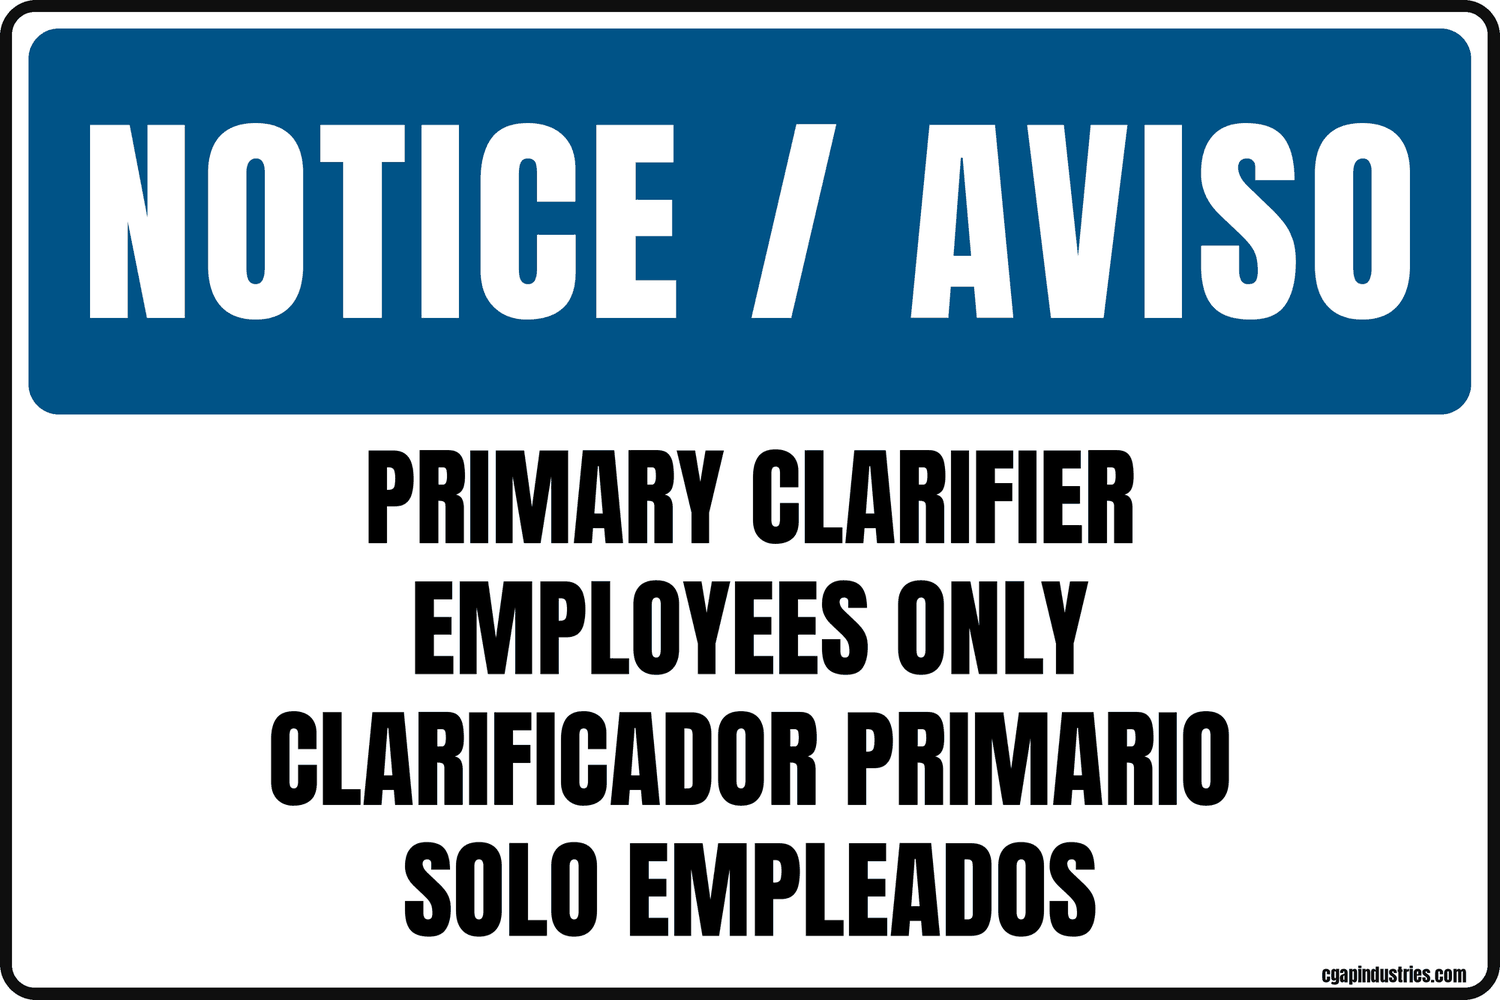 NOTICE / AVISO
PRIMARY CLARIFIER
EMPLOYEES ONLY
CLARIFICADOR PRIMARIO
SOLO EMPLEADOS
cgapindustries.com